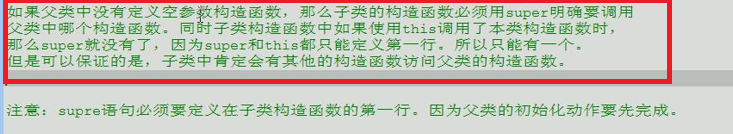 如果父类中没有定义空参数构造函数，那么子类的构造函数必须用super明确要调用
父类中哪个构造函数。同时子类构造函数中如果使用this调用了本类构造函数时，
那么super就没有了，因为super和this都只能定义第一行。所以只能有一个。
但是可以保证的是，子类中肯定会有其他的构造函数访问父类的构造函数。
注意：supre语句必须要定义在子类构造函数的第一行。因为父类的初始化动作要先完成。